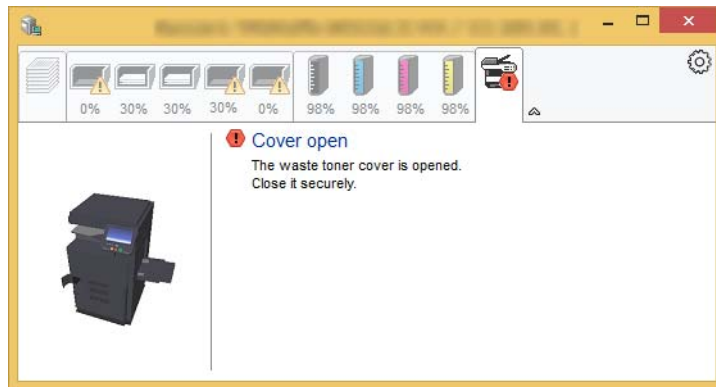 0% 30% 30% 30% 0% 98% 98% 98% 98%
Cover open
The waste toner cover is opened.
Close it securely.